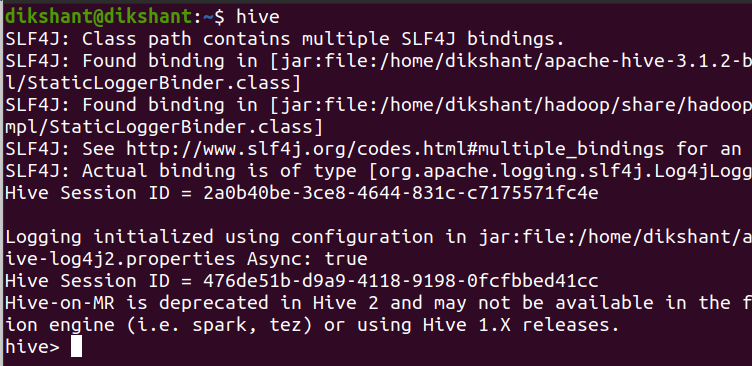 dikshant@dikshant:~$ hive
SLF4J: Class path contains multiple SLF4J bindings.
SLF4J: Found binding in [jar:file:/home/dikshant/apache-hive-3.1.2-b
l/StaticLoggerBinder.class]
SLF4J: Found binding in [jar:file:/home/dikshant/hadoop/share/hadoop
mpl/StaticLoggerBinder.class]
SLF4J: See http://www.slf4j.org/codes.html#multiple_bindings for an
SLF4J: Actual binding is of type [org.apache.logging.slf4j.Log4jLogg
Hive Session ID = 2a0b40be-3ce8-4644-831c-c7175571fc4e
Logging initialized using configuration in jar:file:/home/dikshant/a
ive-log4j2.properties Async: true
Hive Session ID = 476de51b-d9a9-4118-9198-0fcfbbed41cc
Hive-on-MR is deprecated in Hive 2 and may not be available in the f
ion engine (i.e. spark, tez) or using Hive 1.X releases.
hive>